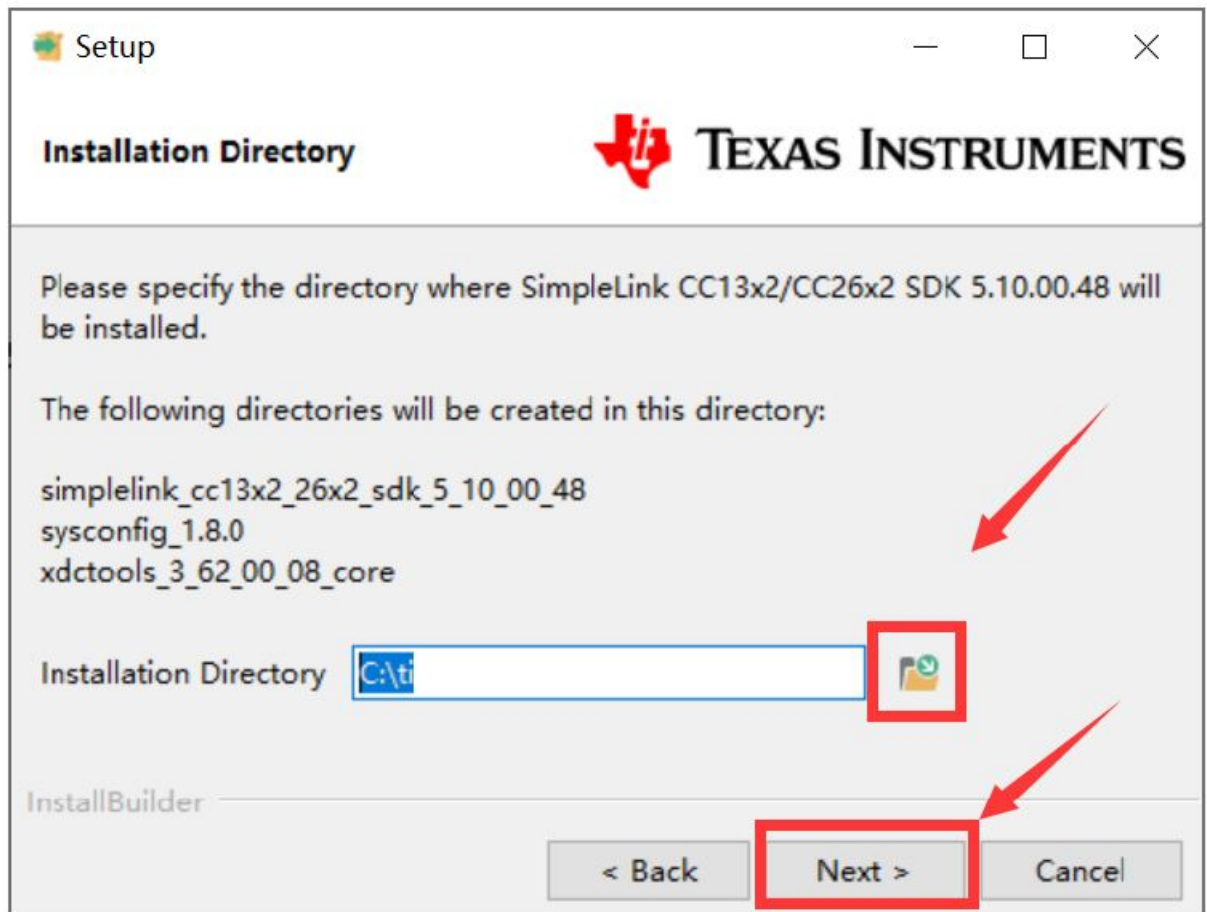 Setup
Installation Directory
TEXAS INSTRUMENTS
Please specify the directory where SimpleLink CC13x2/CC26x2 SDK 5.10.00.48 will
be installed.
The following directories will be created in this directory:
simplelink_cc13x2_26x2_sdk_5_10_00_48
sysconfig_1.8.0
xdctools_3_62_00_08_core
Installation Directory C:\ti
InstallBuilder
< Back Next > Cancel